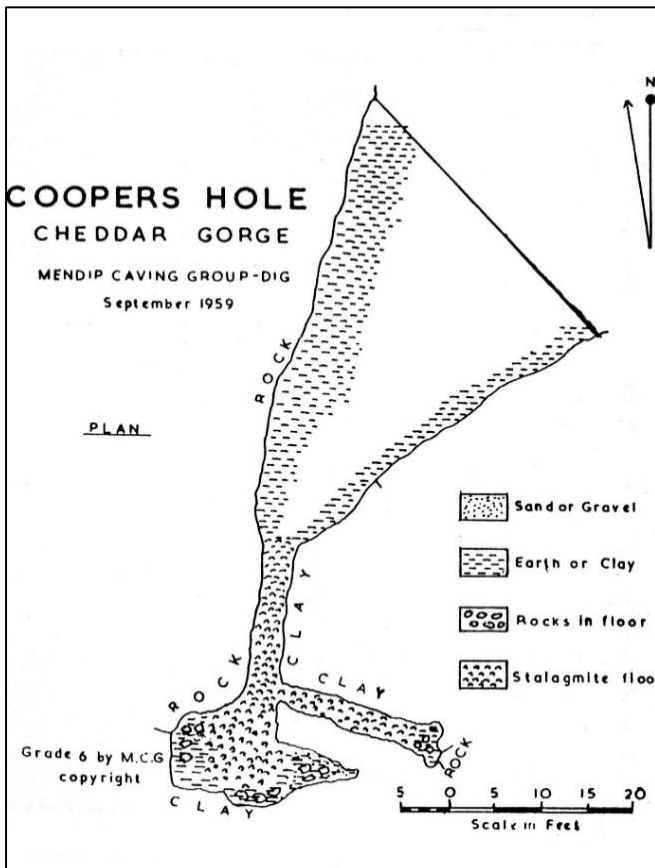 N
COOPERS HOLE
CHEDDAR GORGE
MENDIP CAVING GROUP-DIG
September 1959
ROCK
PLAN
Sand or Gravel
Earth or Clay
CLAY
Rocks in floor
ROCK
CLAY
Stalagmite floo
Grade 6 by M.C.G
copyright
ROCK
CLAY
5 0 5 10 15 20
Scale in Feet